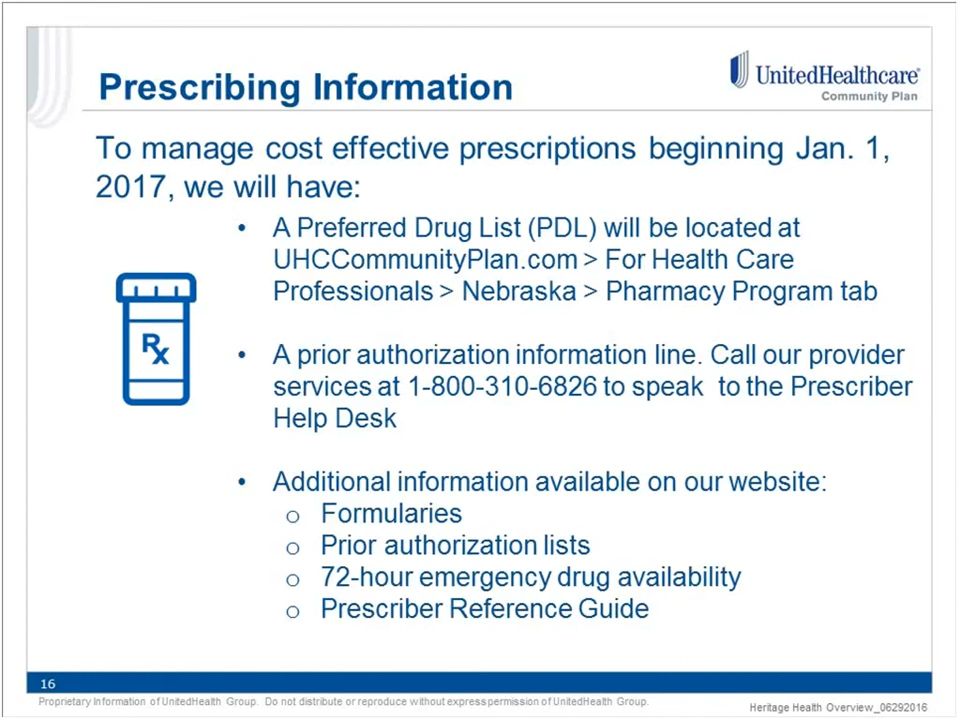 Prescribing Information
UnitedHealthcare®
Community Plan
To manage cost effective prescriptions beginning Jan. 1,
2017, we will have:
• A Preferred Drug List (PDL) will be located at
UHCCommunityPlan.com > For Health Care
Professionals > Nebraska > Pharmacy Program tab
Rx
• A prior authorization information line. Call our provider
services at 1-800-310-6826 to speak  to the Prescriber
Help Desk
• Additional information available on our website:
o Formularies
o Prior authorization lists
o 72-hour emergency drug availability
o Prescriber Reference Guide
16
Proprietary Information of UnitedHealth Group. Do not distribute or reproduce without express permission of UnitedHealth Group.
Heritage Health Overview_06292016